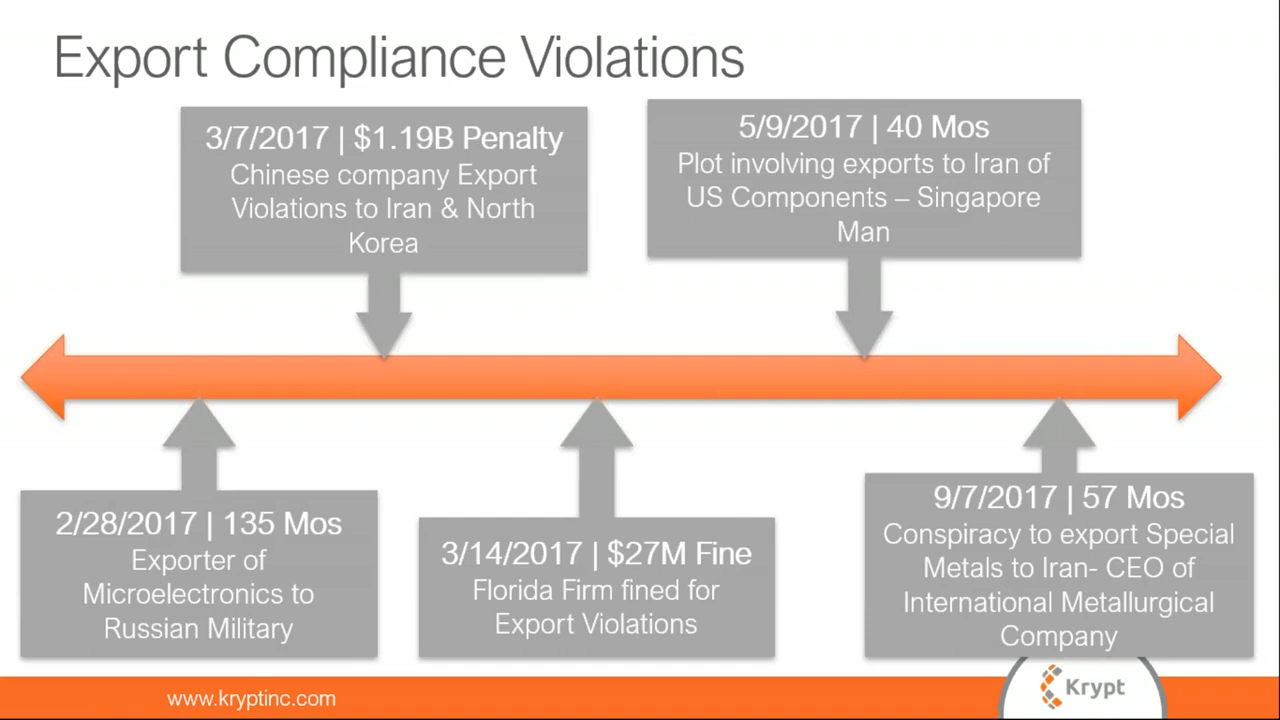 Export Compliance Violations
3/7/2017 | $1.19B Penalty
Chinese company Export
Violations to Iran & North
Korea
5/9/2017 | 40 Mos
Plot involving exports to Iran of
US Components – Singapore
Man
2/28/2017 | 135 Mos
Exporter of
Microelectronics to
Russian Military
3/14/2017 | $27M Fine
Florida Firm fined for
Export Violations
9/7/2017 | 57 Mos
Conspiracy to export Special
Metals to Iran- CEO of
International Metallurgical
Company
www.kryptinc.com
Krypt